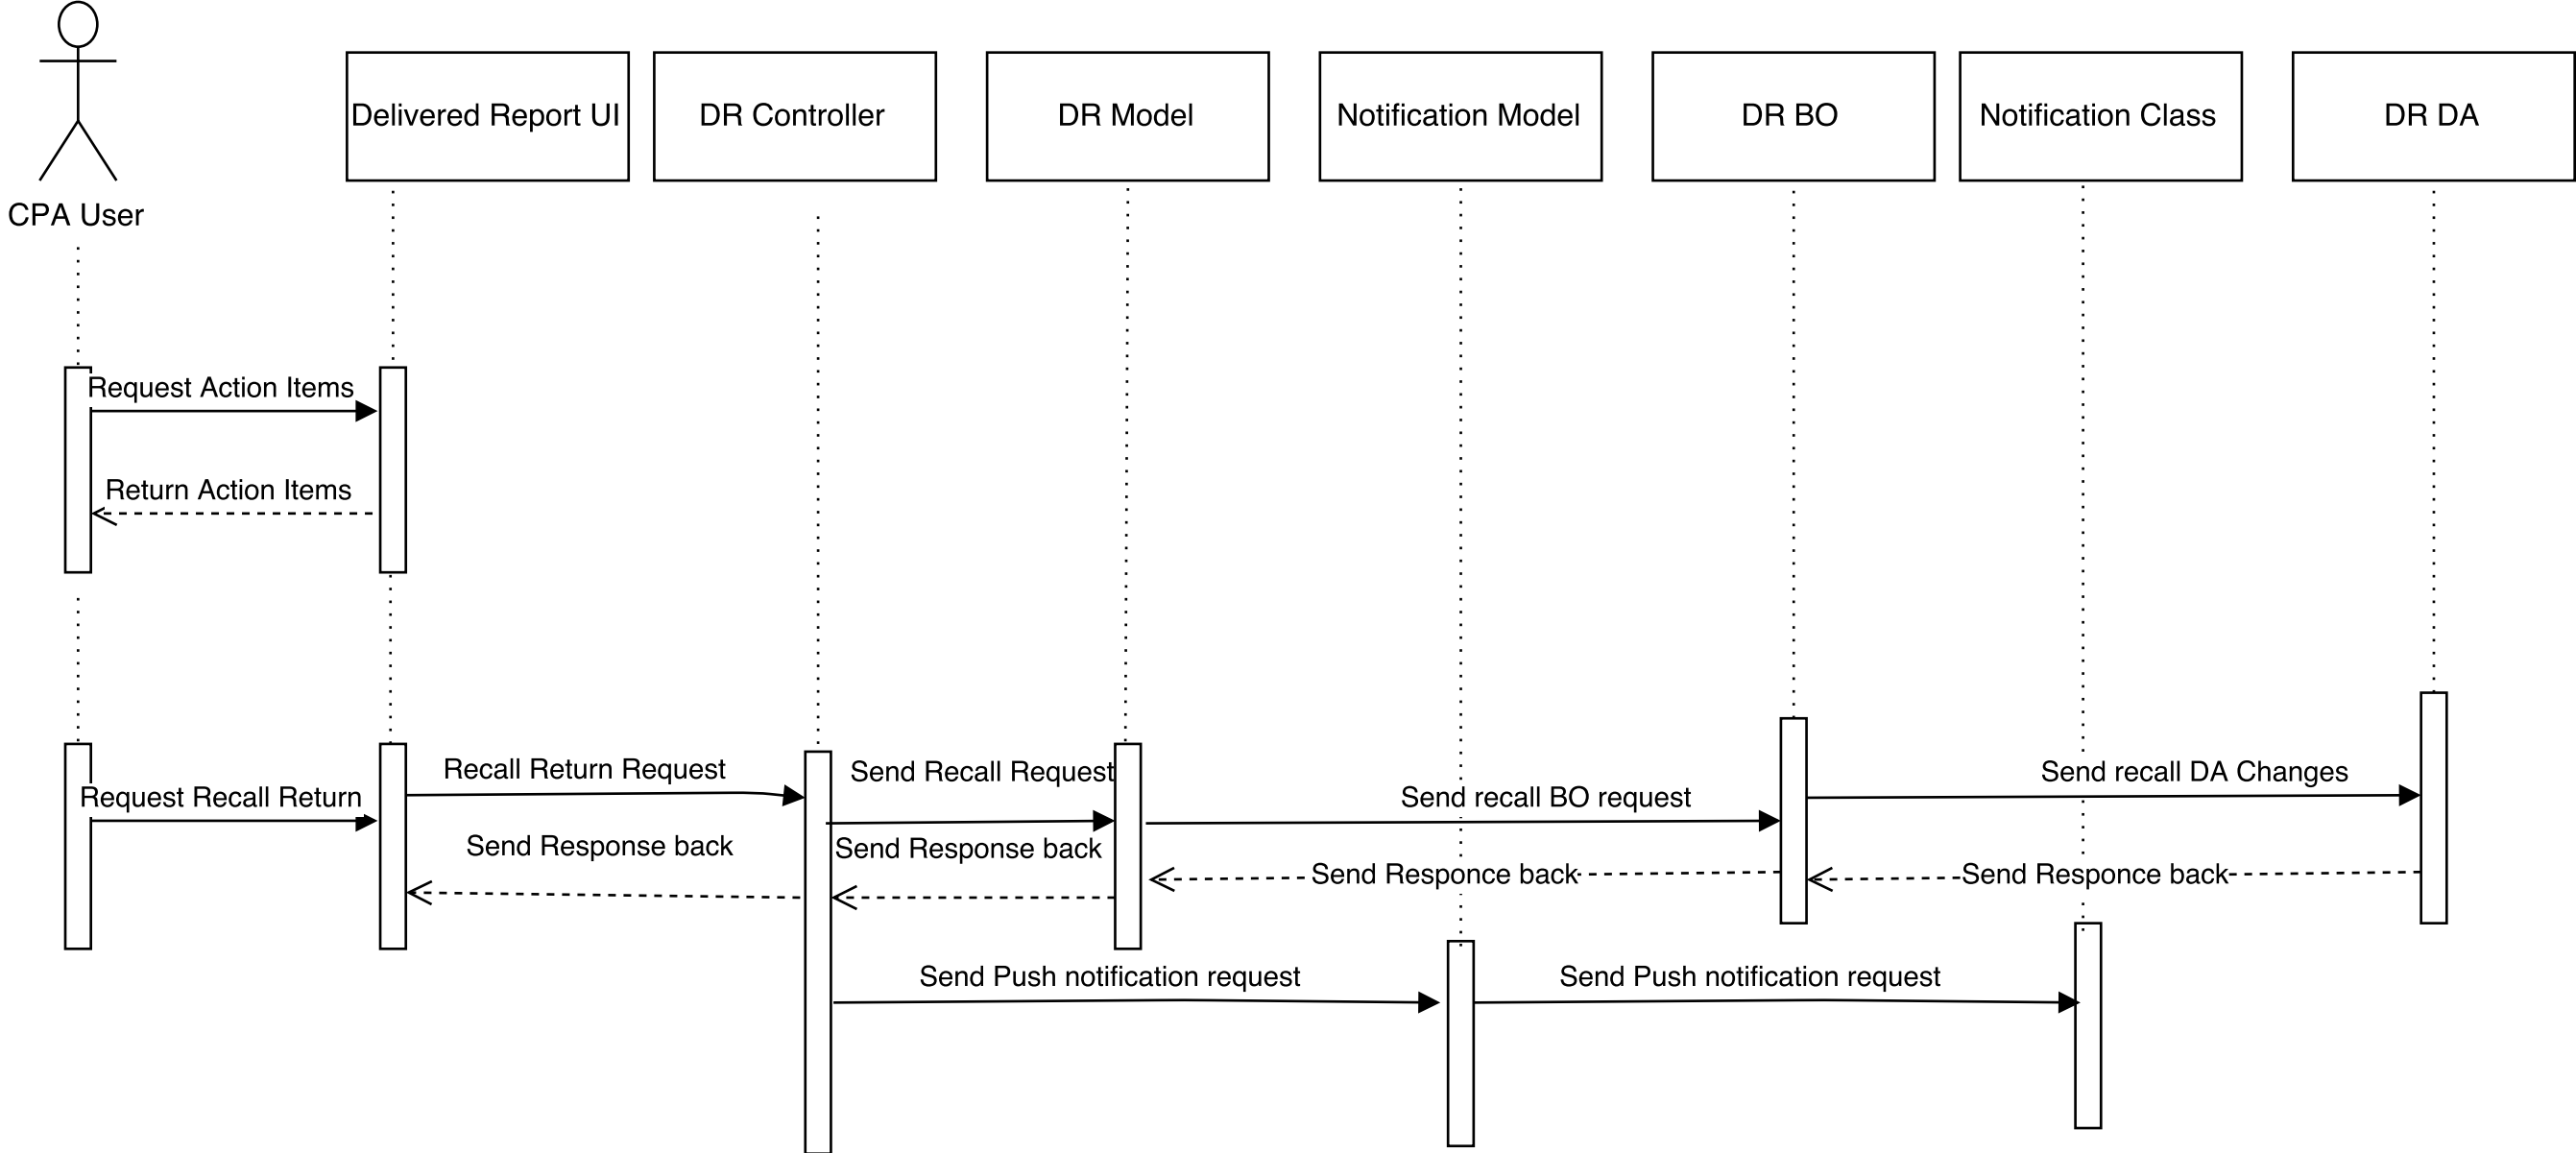 Delivered Report UI
DR Controller
DR Model
Notification Model
DR BO
Notification Class
DR DA
CPA User
Request Action Items
Return Action Items
Recall Return Request
Send Recall Request
Send recall DA Changes
Request Recall Return
Send recall BO request
Send Response back
Send Response back
Send Responce back
Send Responce back
Send Push notification request
Send Push notification request